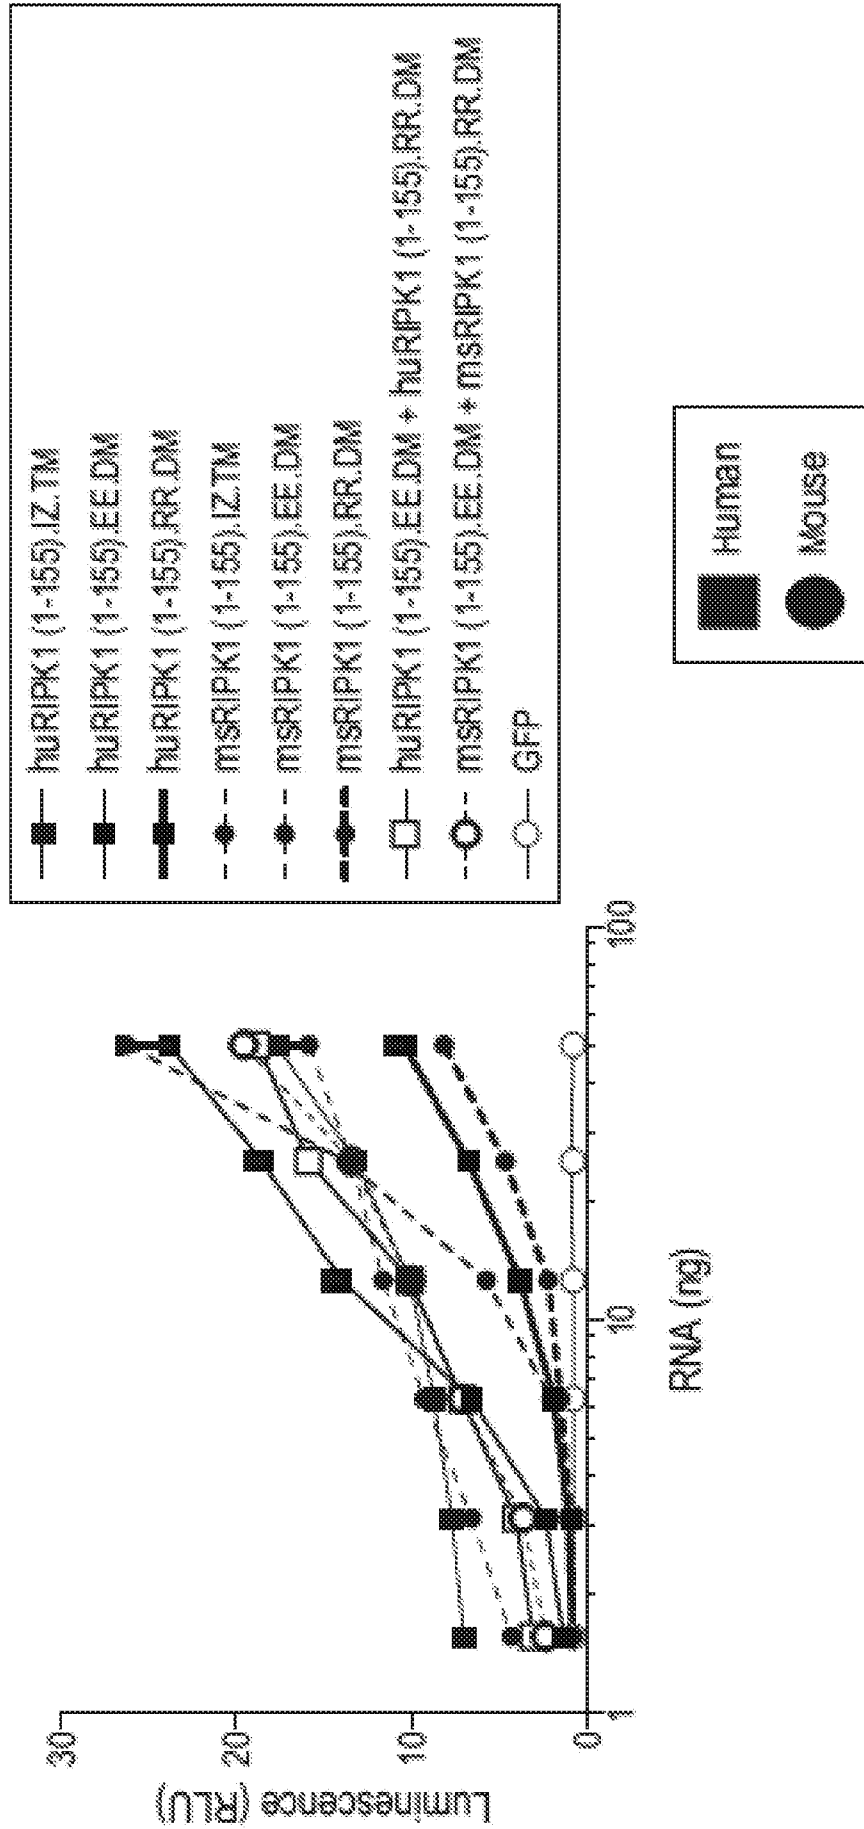 30
20
10
0
Luminescence (RLU)
1
10
100
RNA (ng)
huRIPK1 (1-155).IZ.TM
huRIPK1 (1-155).EE.DM
huRIPK1 (1-155).RR.DM
msRIPK1 (1-155).IZ.TM
msRIPK1 (1-155).EE.DM
msRIPK1 (1-155).RR.DM
huRIPK1 (1-155).EE.DM + huRIPK1 (1-155).RR.DM
msRIPK1 (1-155).EE.DM + msRIPK1 (1-155).RR.DM
GFP
Human
Mouse